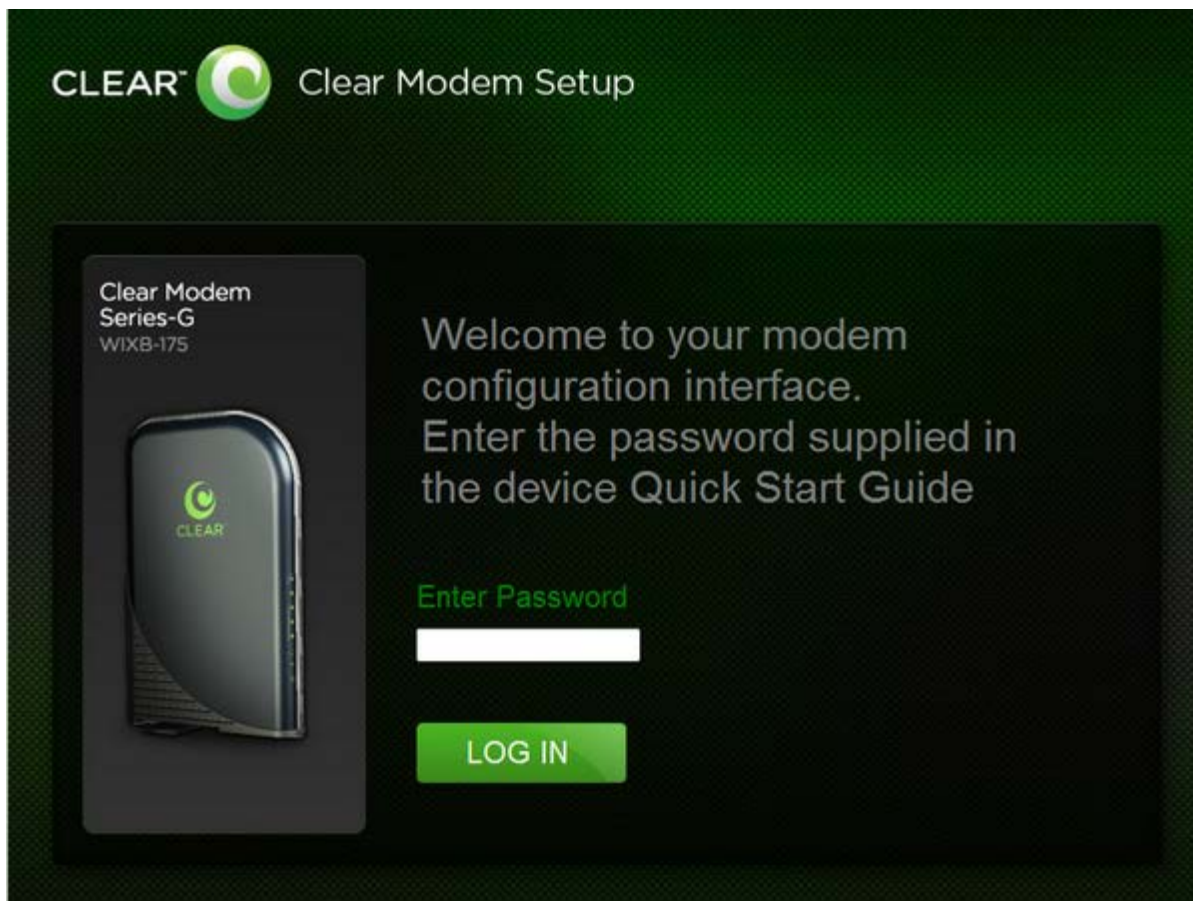 CLEAR™ Clear Modem Setup
Clear Modem
Series-G
WIXB-175
CLEAR
Welcome to your modem
configuration interface.
Enter the password supplied in
the device Quick Start Guide
Enter Password
LOG IN